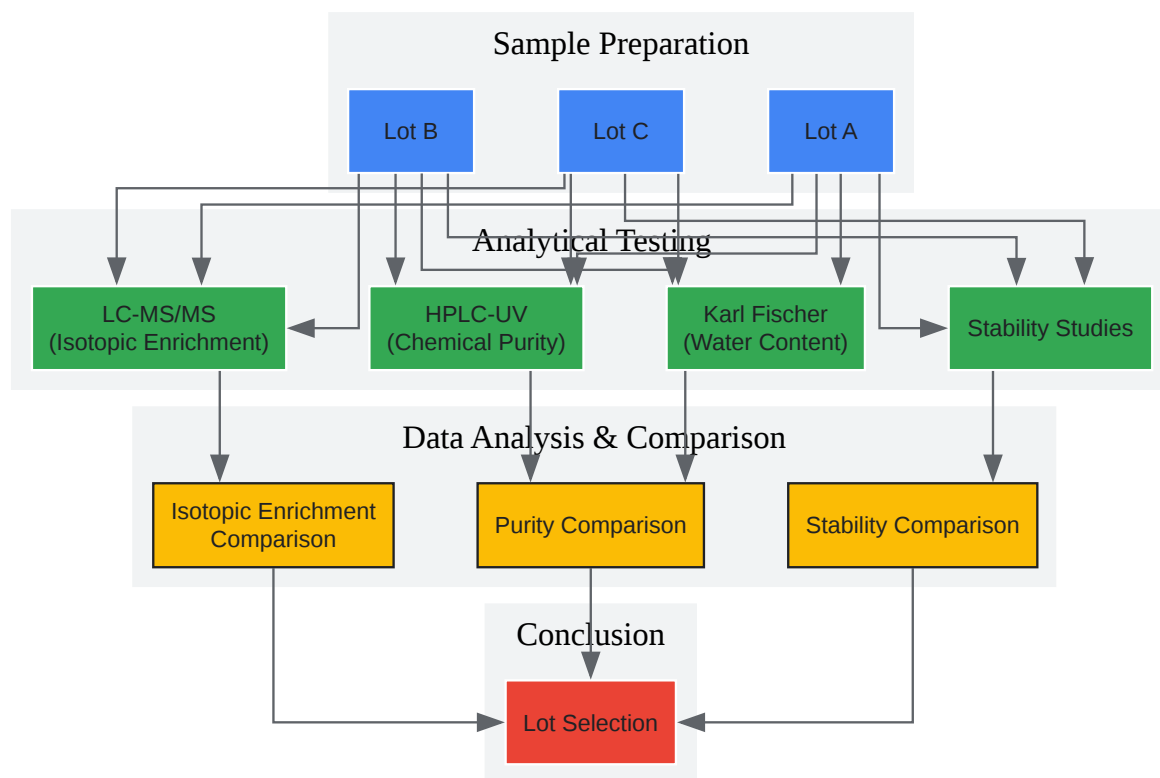 Sample Preparation
Lot B
Lot C
Lot A
Analytical Testing
LC-MS/MS
(Isotopic Enrichment)
HPLC-UV
(Chemical Purity)
Karl Fischer
(Water Content)
Stability Studies
Data Analysis & Comparison
Isotopic Enrichment
Comparison
Purity Comparison
Stability Comparison
Conclusion
Lot Selection